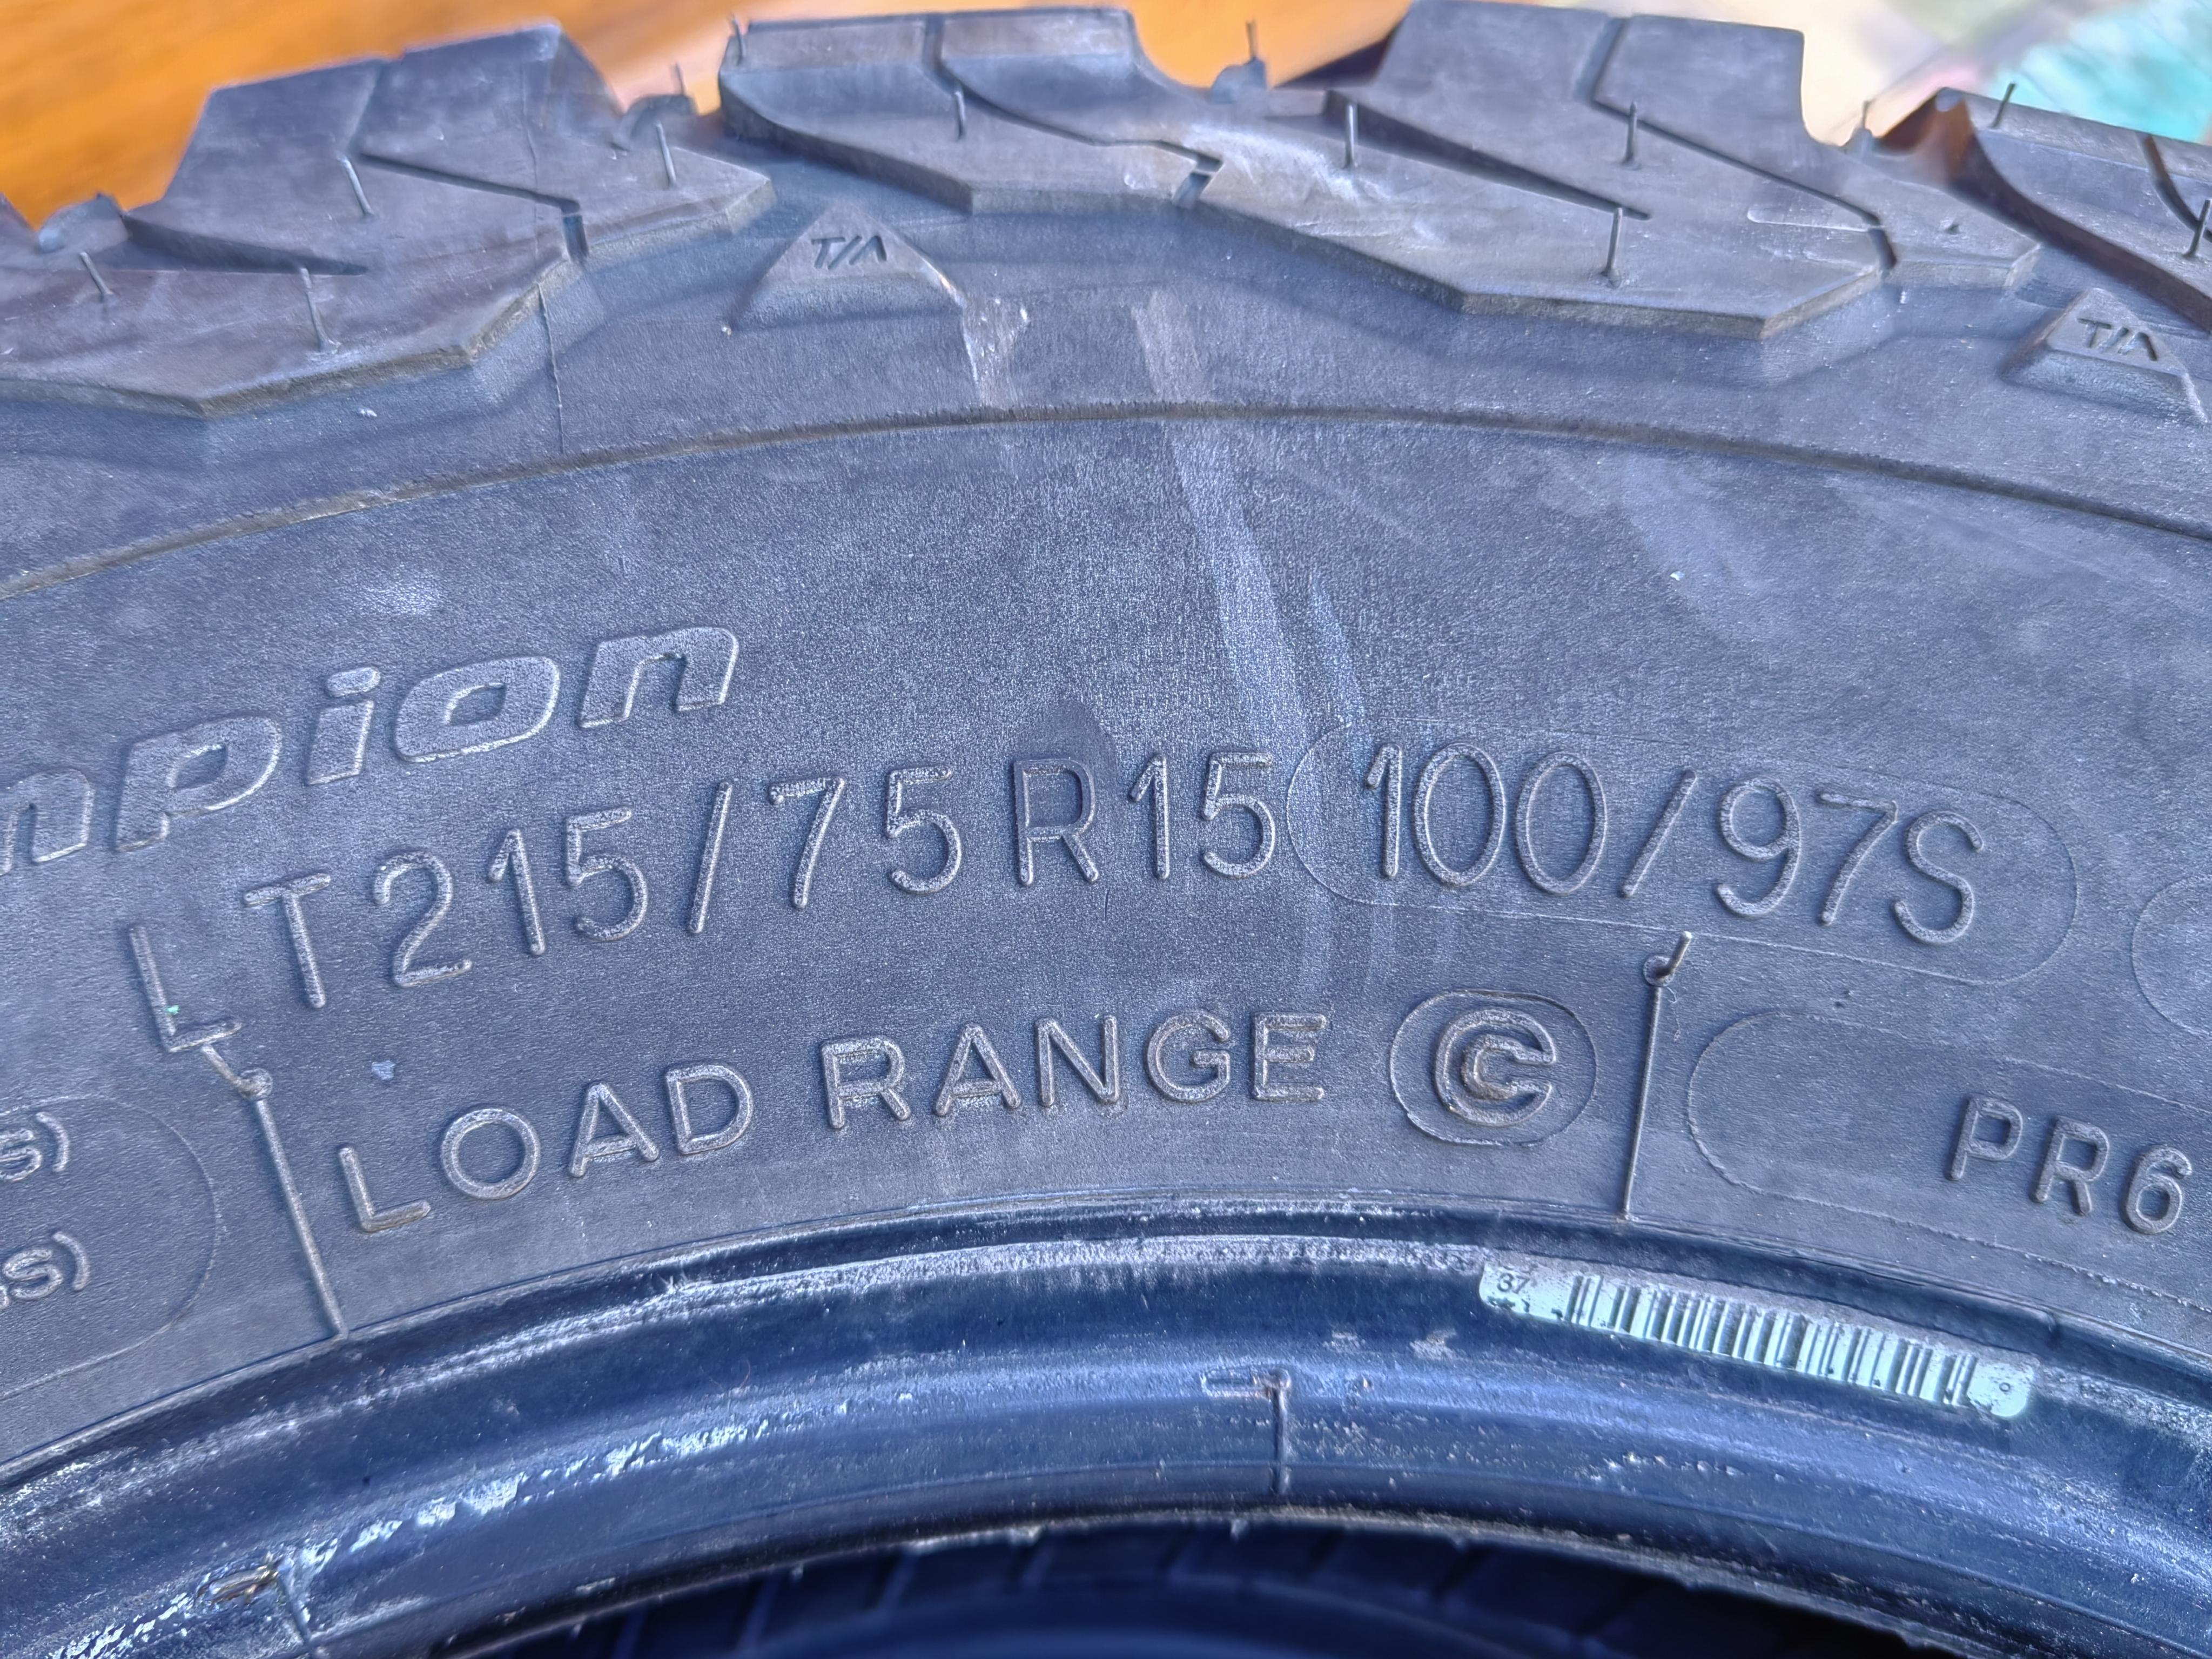 T/A
T/A
mpion
LT215/75R15 100/97S
LOAD RANGE C
PR6
S)
S)
37